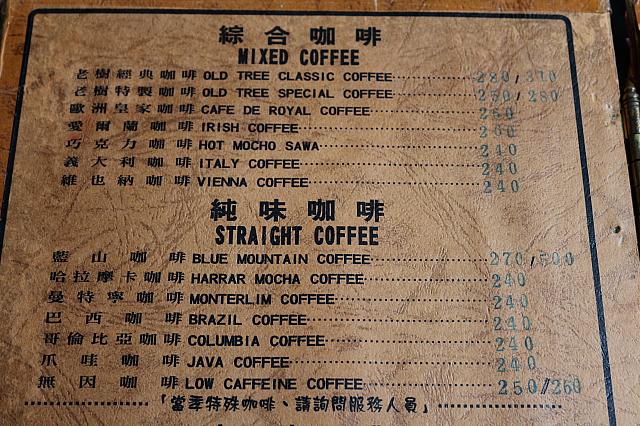 綜合咖啡
MIXED COFFEE
老樹經典咖啡 OLD TREE CLASSIC COFFEE 280/310
老樹特製咖啡 OLD TREE SPECIAL COFFEE 250/280
歐洲皇家咖啡 CAFE DE ROYAL COFFEE 260
愛爾蘭咖啡 IRISH COFFEE 260
巧克力咖啡 HOT MOCHO SAWA 240
義大利咖啡 ITALY COFFEE 240
維也納咖啡 VIENNA COFFEE 240
純味咖啡
STRAIGHT COFFEE
藍山咖啡 BLUE MOUNTAIN COFFEE 270/500
哈拉摩卡咖啡 HARRAR MOCHA COFFEE 240
曼特寧咖啡 MONTERLIM COFFEE 240
巴西咖啡 BRAZIL COFFEE 240
哥倫比亞咖啡 COLUMBIA COFFEE 240
爪哇咖啡 JAVA COFFEE 240
無因咖啡 LOW CAFFEINE COFFEE 250/260
「當季特殊咖啡、請詢問服務人員」